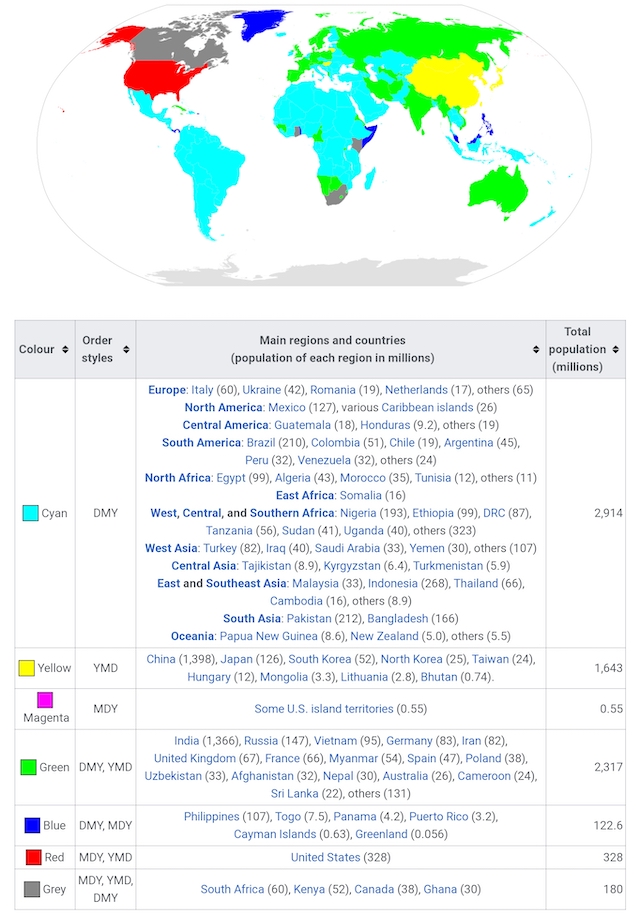 Colour
Order styles
Main regions and countries
(population of each region in millions)
Total population (millions)
Cyan
DMY
Europe: Italy (60), Ukraine (42), Romania (19), Netherlands (17), others (65)
North America: Mexico (127), various Caribbean islands (26)
Central America: Guatemala (18), Honduras (9.2), others (19)
South America: Brazil (210), Colombia (51), Chile (19), Argentina (45),
Peru (32), Venezuela (32), others (24)
North Africa: Egypt (99), Algeria (43), Morocco (35), Tunisia (12), others (11)
East Africa: Somalia (16)
West, Central, and Southern Africa: Nigeria (193), Ethiopia (99), DRC (87),
Tanzania (56), Sudan (41), Uganda (40), others (323)
West Asia: Turkey (82), Iraq (40), Saudi Arabia (33), Yemen (30), others (107)
Central Asia: Tajikistan (8.9), Kyrgyzstan (6.4), Turkmenistan (5.9)
East and Southeast Asia: Malaysia (33), Indonesia (268), Thailand (66),
Cambodia (16), others (8.9)
South Asia: Pakistan (212), Bangladesh (166)
Oceania: Papua New Guinea (8.6), New Zealand (5.0), others (5.5)
2,914
Yellow
YMD
China (1,398), Japan (126), South Korea (52), North Korea (25), Taiwan (24),
Hungary (12), Mongolia (3.3), Lithuania (2.8), Bhutan (0.74).
1,643
Magenta
MDY
Some U.S. island territories (0.55)
0.55
Green
DMY, YMD
India (1,366), Russia (147), Vietnam (95), Germany (83), Iran (82),
United Kingdom (67), France (66), Myanmar (54), Spain (47), Poland (38),
Uzbekistan (33), Afghanistan (32), Nepal (30), Australia (26), Cameroon (24),
Sri Lanka (22), others (131)
2,317
Blue
DMY, MDY
Philippines (107), Togo (7.5), Panama (4.2), Puerto Rico (3.2),
Cayman Islands (0.63), Greenland (0.056)
122.6
Red
MDY, YMD
United States (328)
328
Grey
MDY, YMD,
DMY
South Africa (60), Kenya (52), Canada (38), Ghana (30)
180